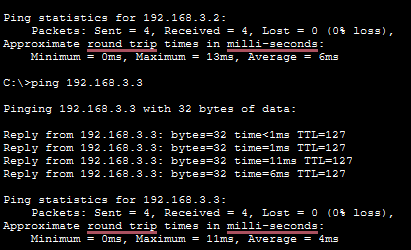 Ping statistics for 192.168.3.2:
Packets: Sent = 4, Received = 4, Lost = 0 (0% loss),
Approximate round trip times in milli-seconds:
Minimum = 0ms, Maximum = 13ms, Average = 6ms
C:\>ping 192.168.3.3
Pinging 192.168.3.3 with 32 bytes of data:
Reply from 192.168.3.3: bytes=32 time<1ms TTL=127
Reply from 192.168.3.3: bytes=32 time=1ms TTL=127
Reply from 192.168.3.3: bytes=32 time=11ms TTL=127
Reply from 192.168.3.3: bytes=32 time=6ms TTL=127
Ping statistics for 192.168.3.3:
Packets: Sent = 4, Received = 4, Lost = 0 (0% loss),
Approximate round trip times in milli-seconds:
Minimum = 0ms, Maximum = 11ms, Average = 4ms